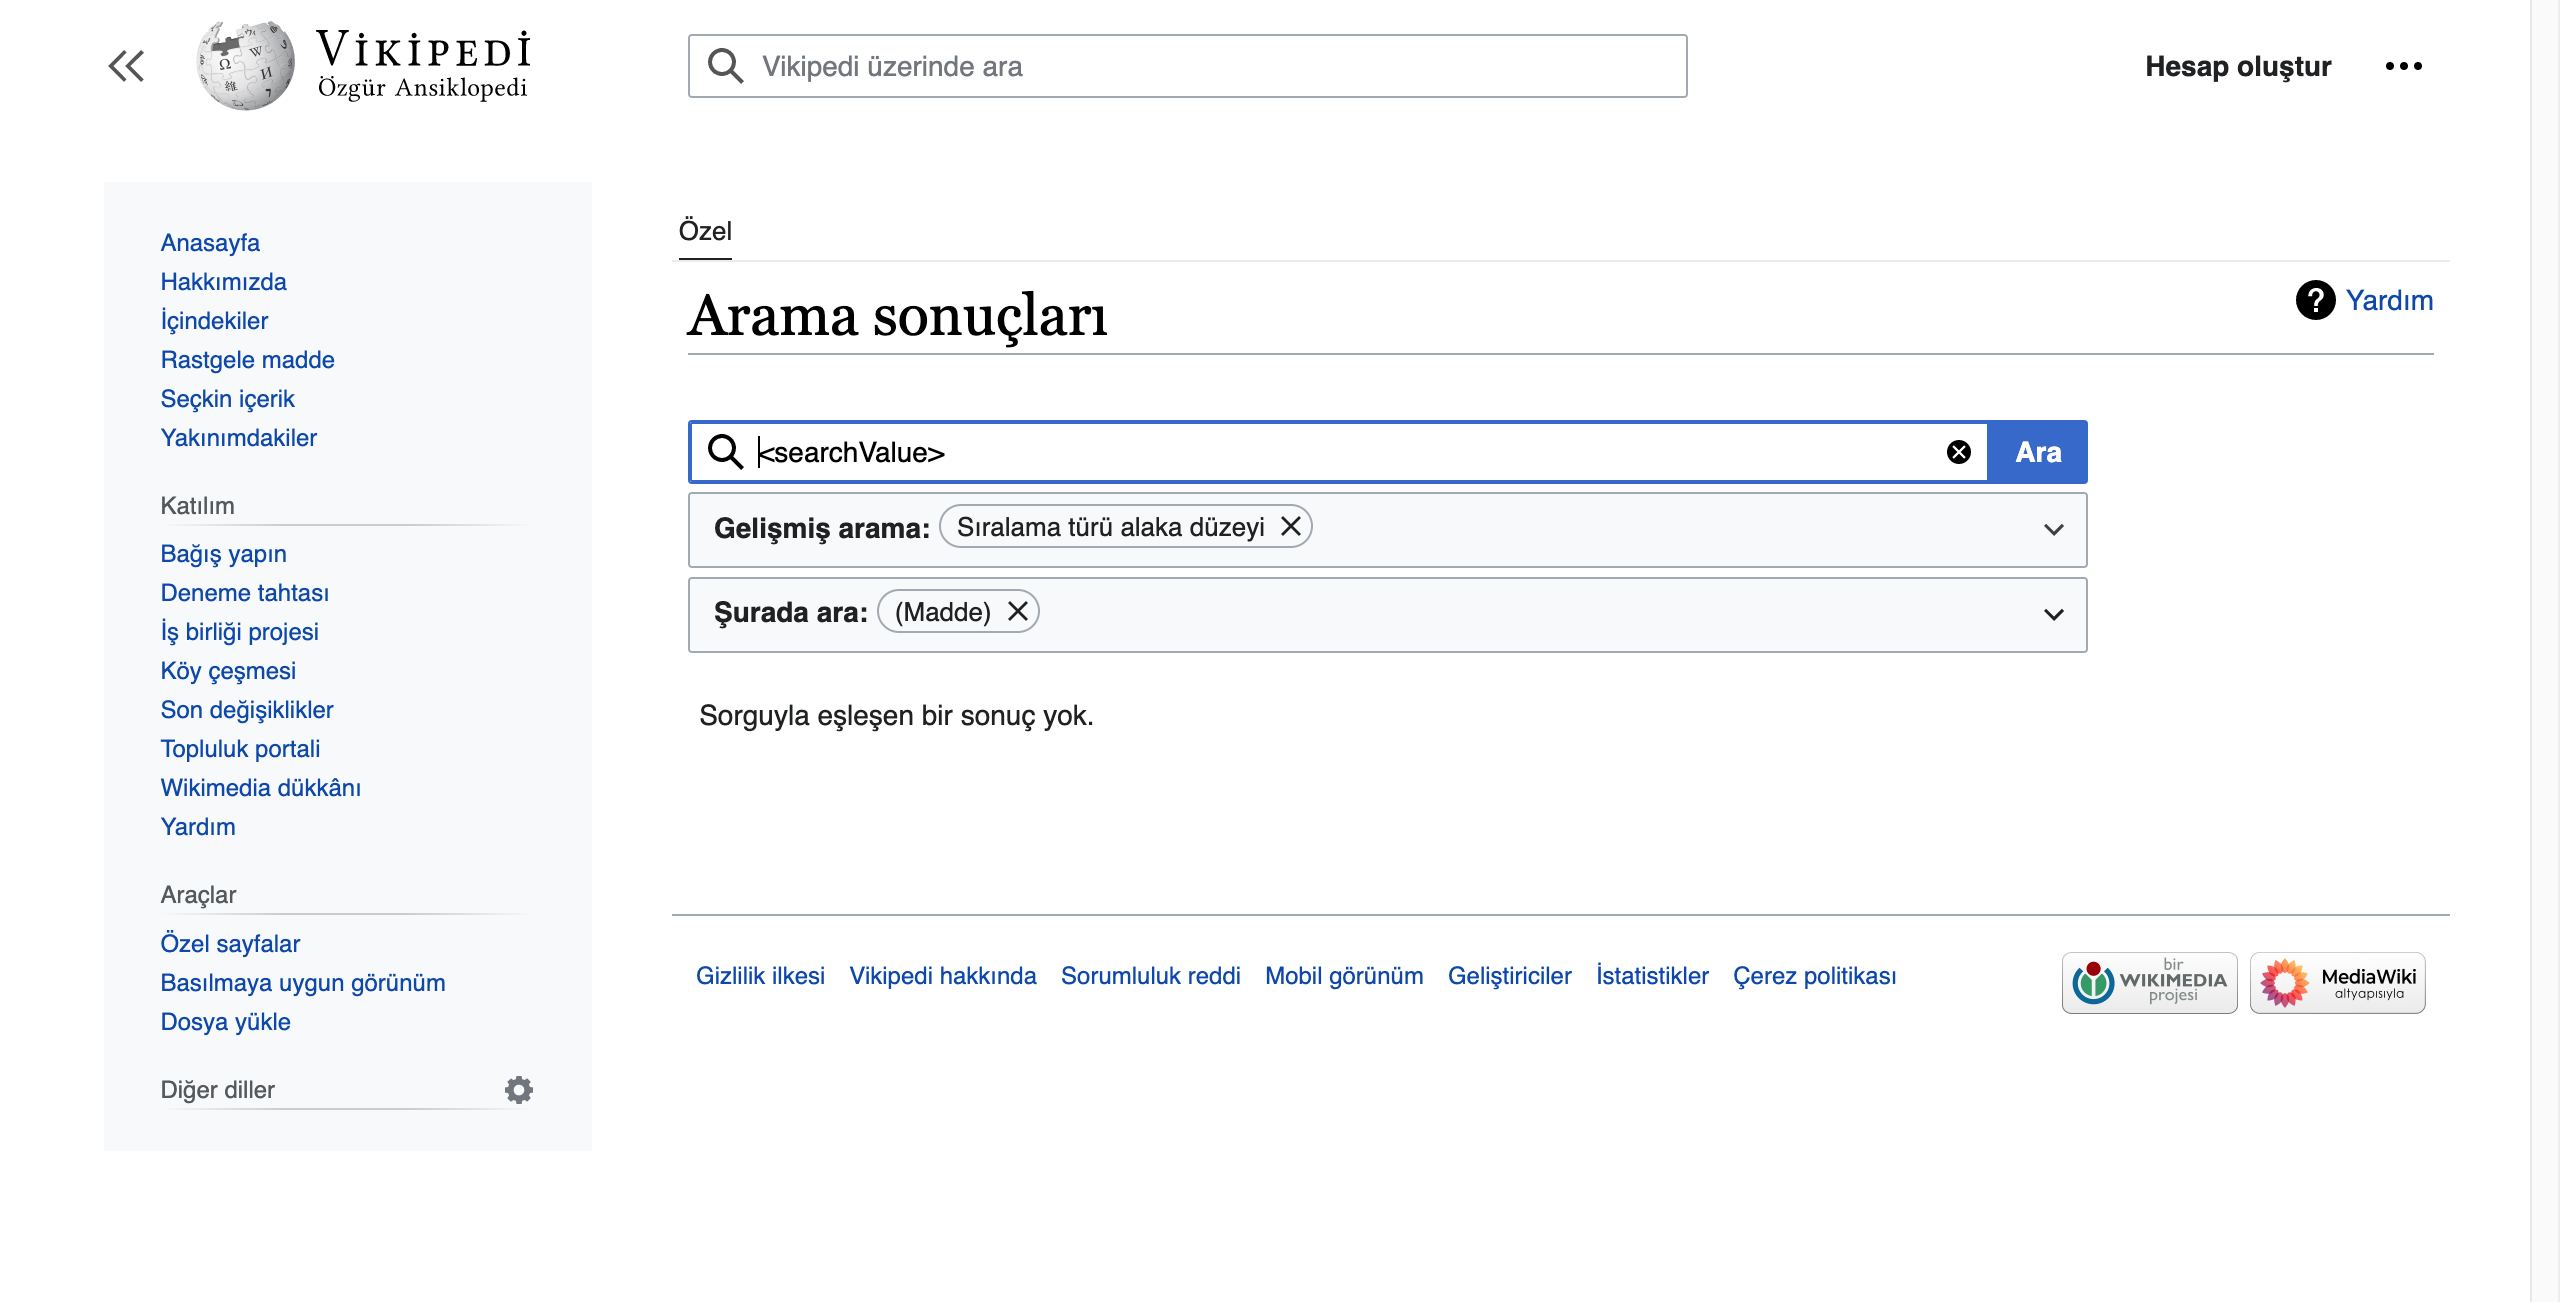 VİKİPEDİ
Özgür Ansiklopedi
Vikipedi üzerinde ara
Hesap oluştur
Anasayfa
Hakkımızda
İçindekiler
Rastgele madde
Seçkin içerik
Yakınımdakiler
Katılım
Bağış yapın
Deneme tahtası
İş birliği projesi
Köy çeşmesi
Son değişiklikler
Topluluk portali
Wikimedia dükkânı
Yardım
Araçlar
Özel sayfalar
Basılmaya uygun görünüm
Dosya yükle
Diğer diller
Özel
Arama sonuçları
? Yardım
<searchValue> Ara
Gelişmiş arama: Sıralama türü alaka düzeyi
Şurada ara: (Madde)
Sorguyla eşleşen bir sonuç yok.
Gizlilik ilkesi Vikipedi hakkında Sorumluluk reddi Mobil görünüm Geliştiriciler İstatistikler Çerez politikası
bir
WIKIMEDIA
projesi
MediaWiki
altyapısıyla